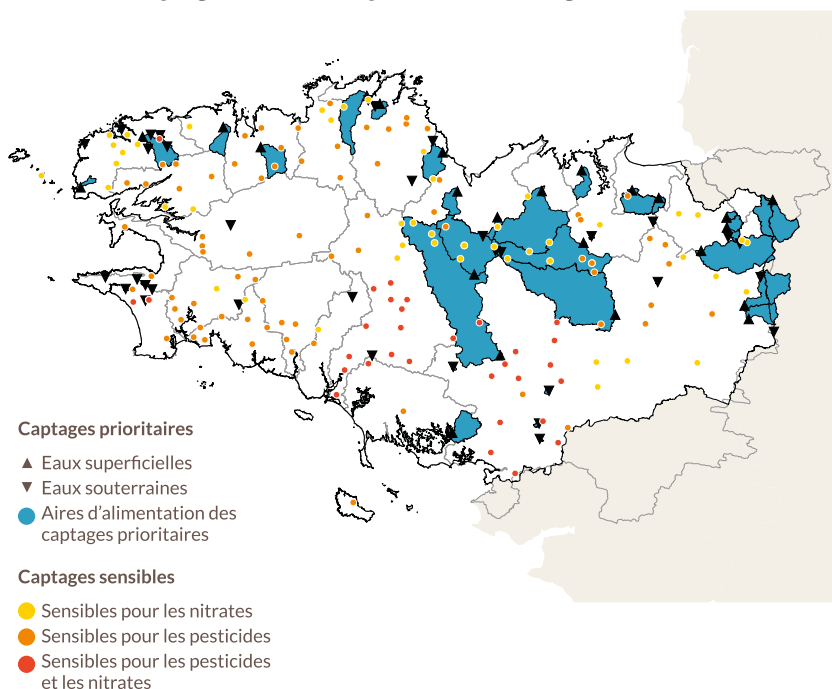 Captages prioritaires
Eaux superficielles
Eaux souterraines
Aires d'alimentation des
captages prioritaires
Captages sensibles
Sensibles pour les nitrates
Sensibles pour les pesticides
Sensibles pour les pesticides
et les nitrates